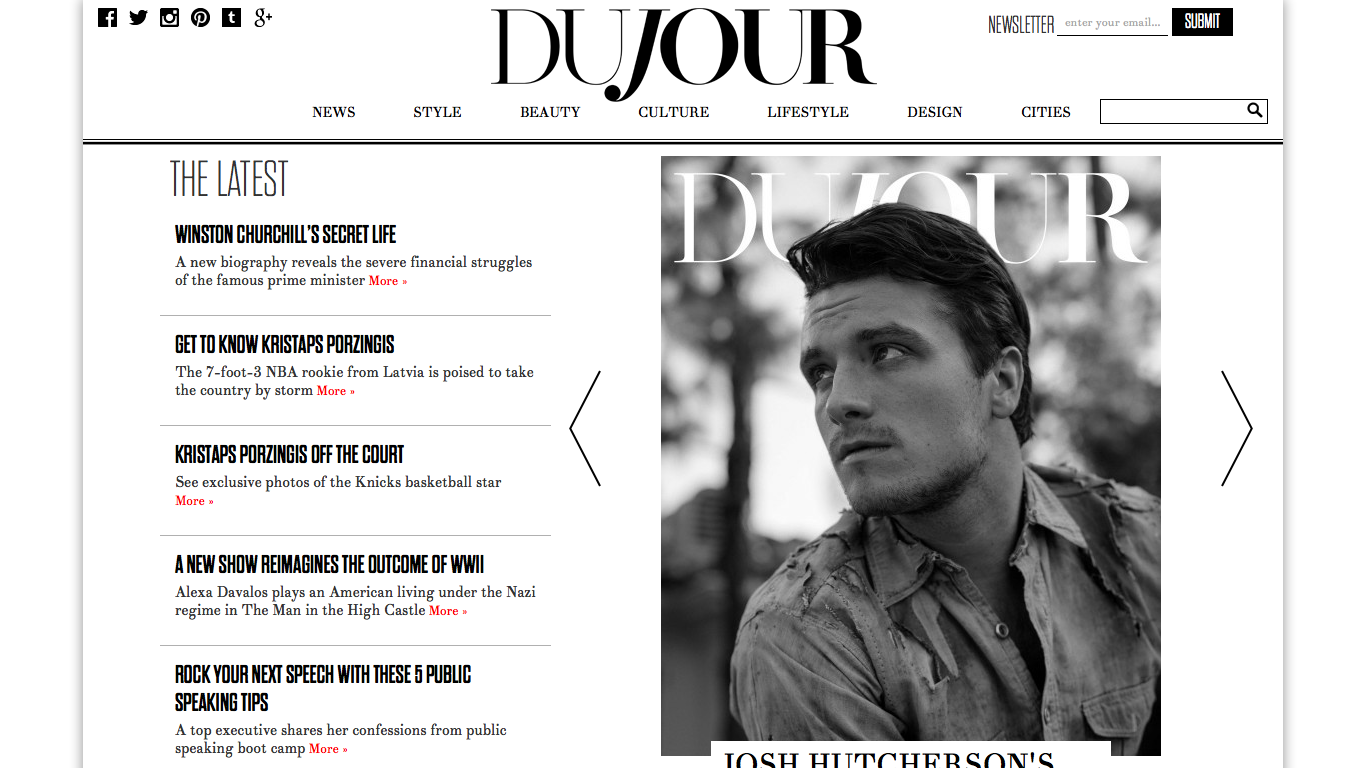 DUJOUR
NEWSLETTER enter your email... SUBMIT
NEWS STYLE BEAUTY CULTURE LIFESTYLE DESIGN CITIES
THE LATEST
WINSTON CHURCHILL'S SECRET LIFE
A new biography reveals the severe financial struggles
of the famous prime minister More »
GET TO KNOW KRISTAPS PORZINGIS
The 7-foot-3 NBA rookie from Latvia is poised to take
the country by storm More »
KRISTAPS PORZINGIS OFF THE COURT
See exclusive photos of the Knicks basketball star
More »
A NEW SHOW REIMAGINES THE OUTCOME OF WWII
Alexa Davalos plays an American living under the Nazi
regime in The Man in the High Castle More »
ROCK YOUR NEXT SPEECH WITH THESE 5 PUBLIC
SPEAKING TIPS
A top executive shares her confessions from public
speaking boot camp More »
DUJOUR
JOSH HUTCHERSON'S